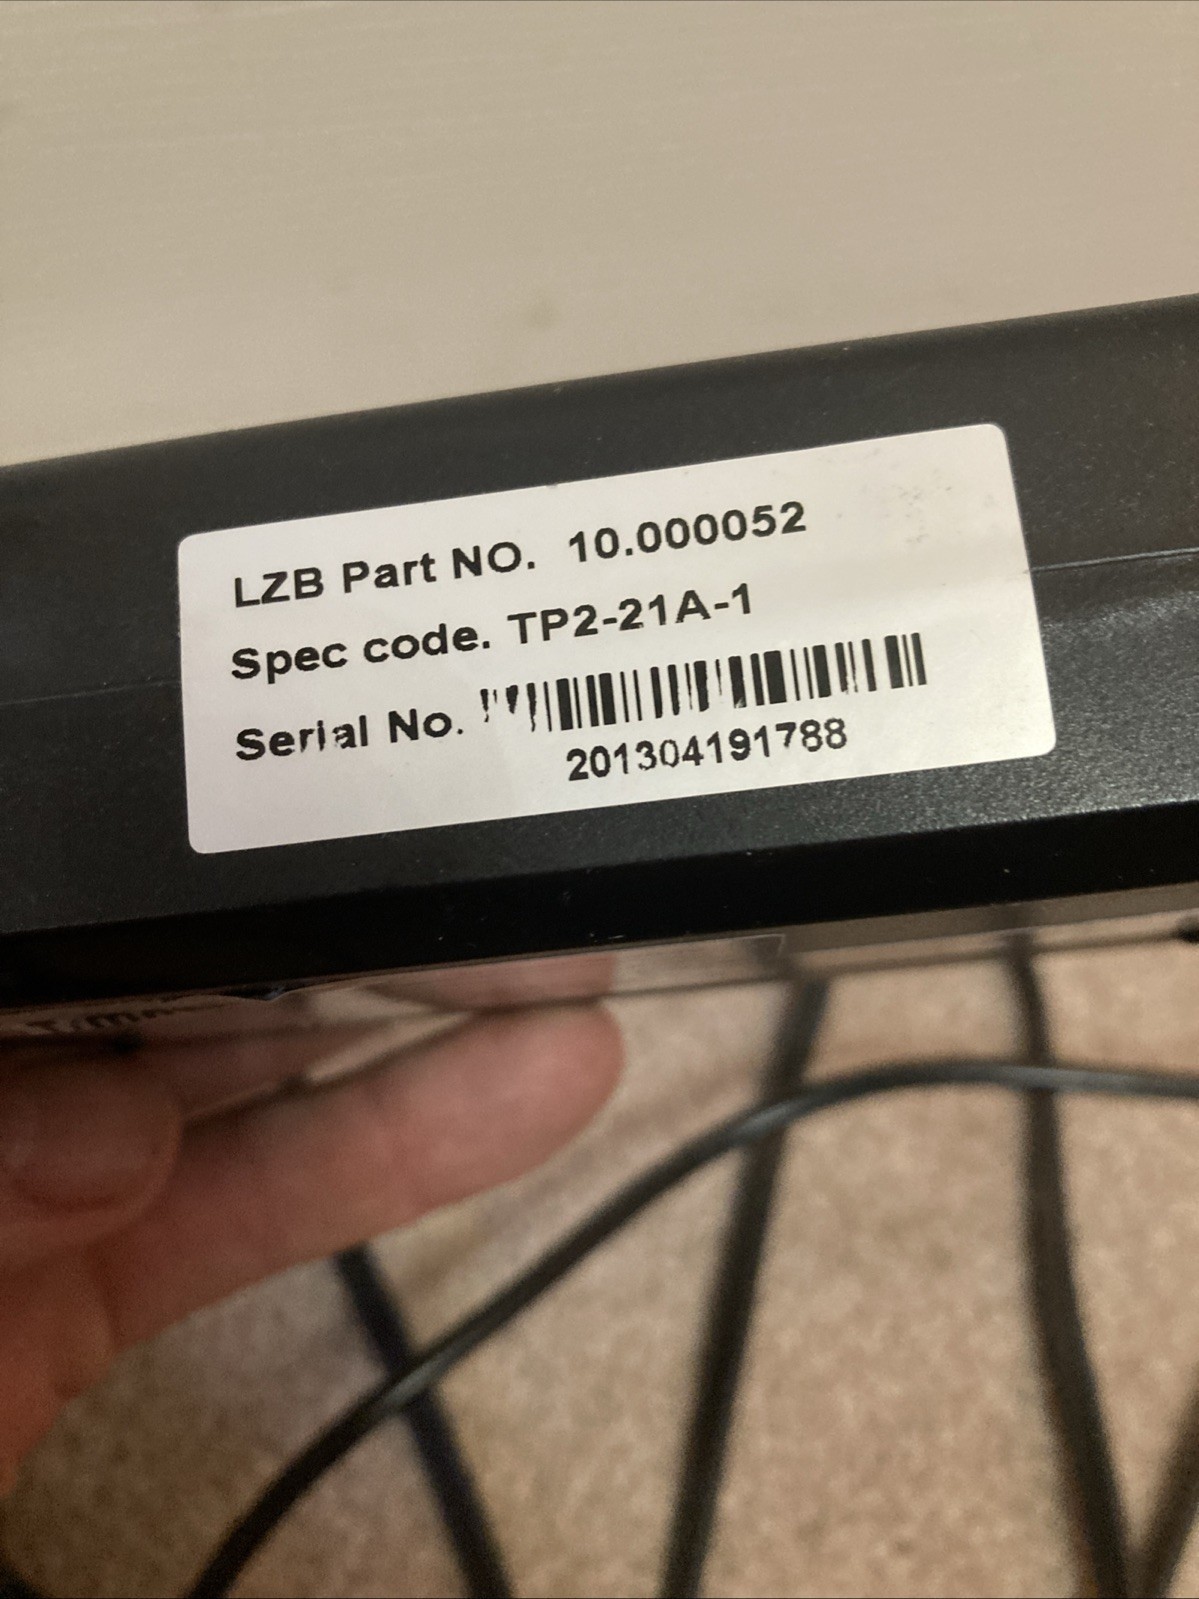 LZB Part NO. 10.000052
Spec code. TP2-21A-1
Serial No.
201304191788